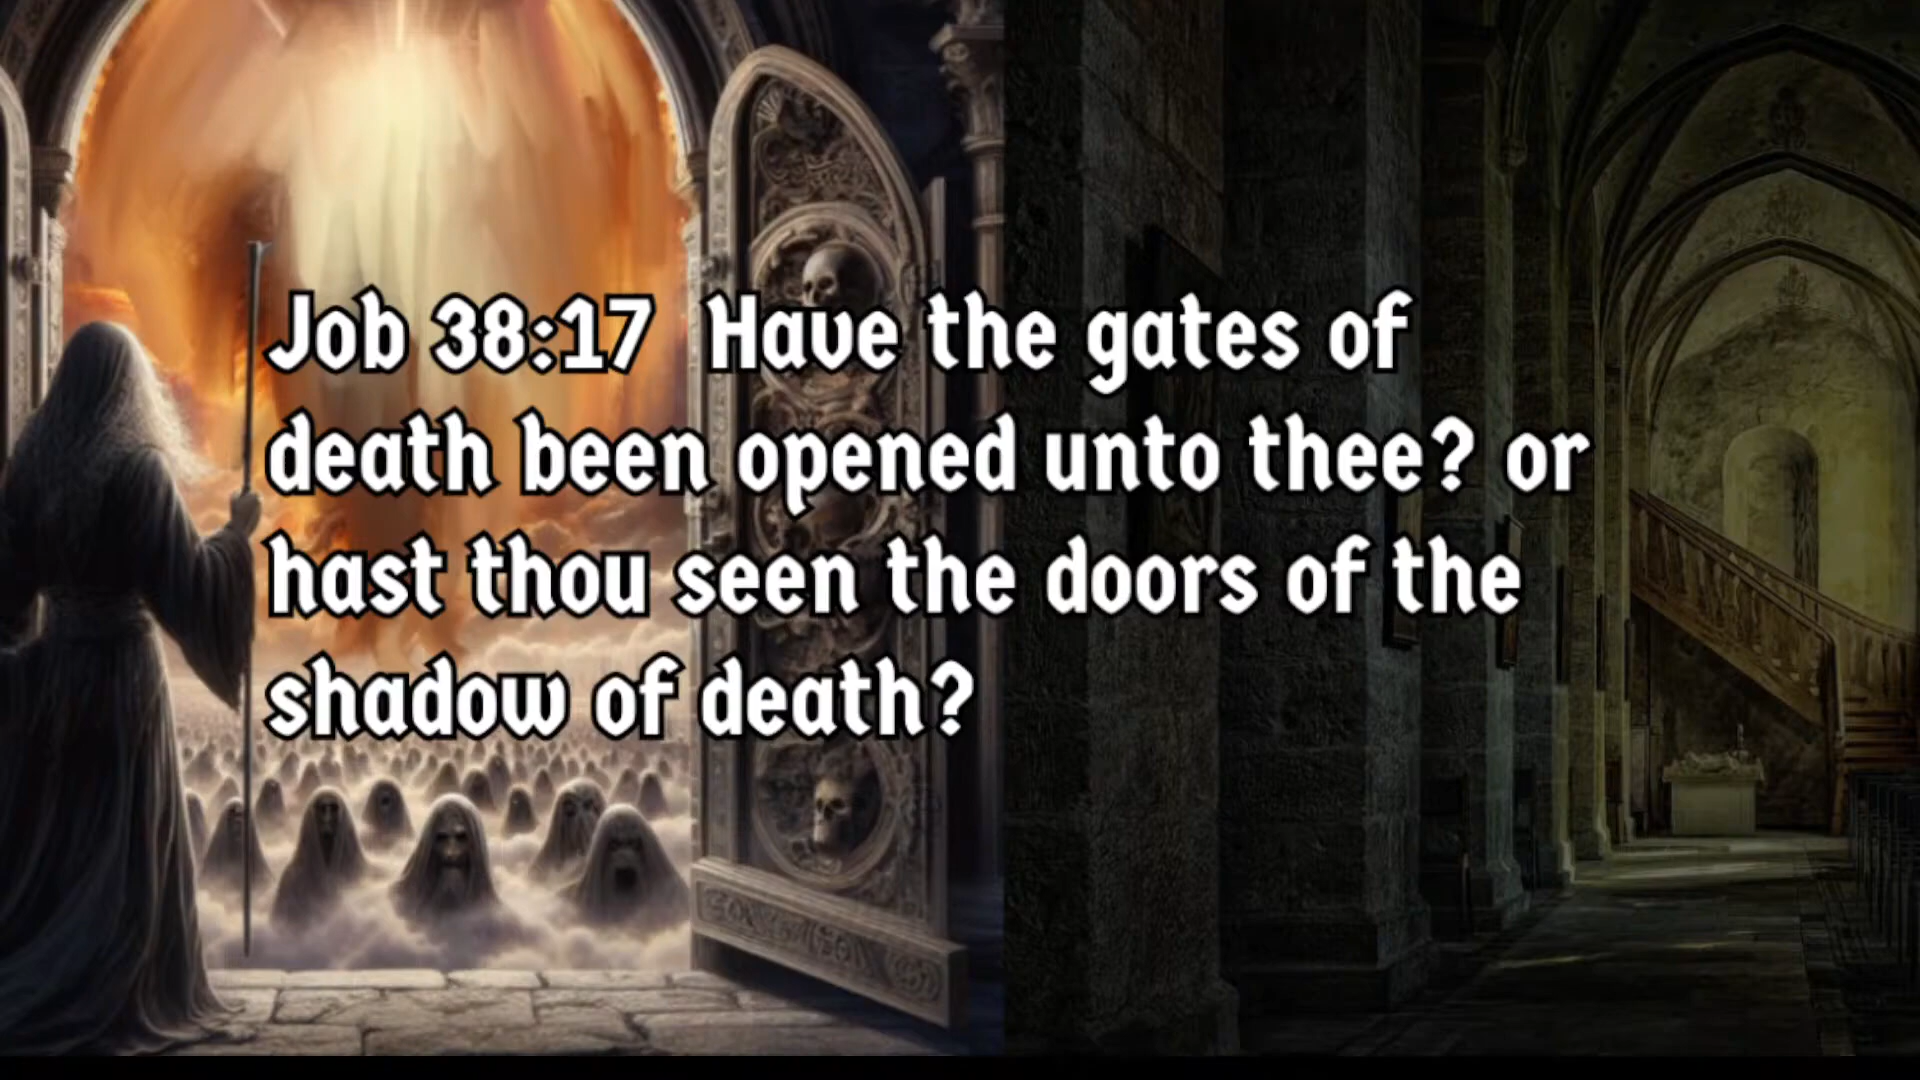 Job 38:17 Have the gates of
death been opened unto thee? or
hast thou seen the doors of the
shadow of death?